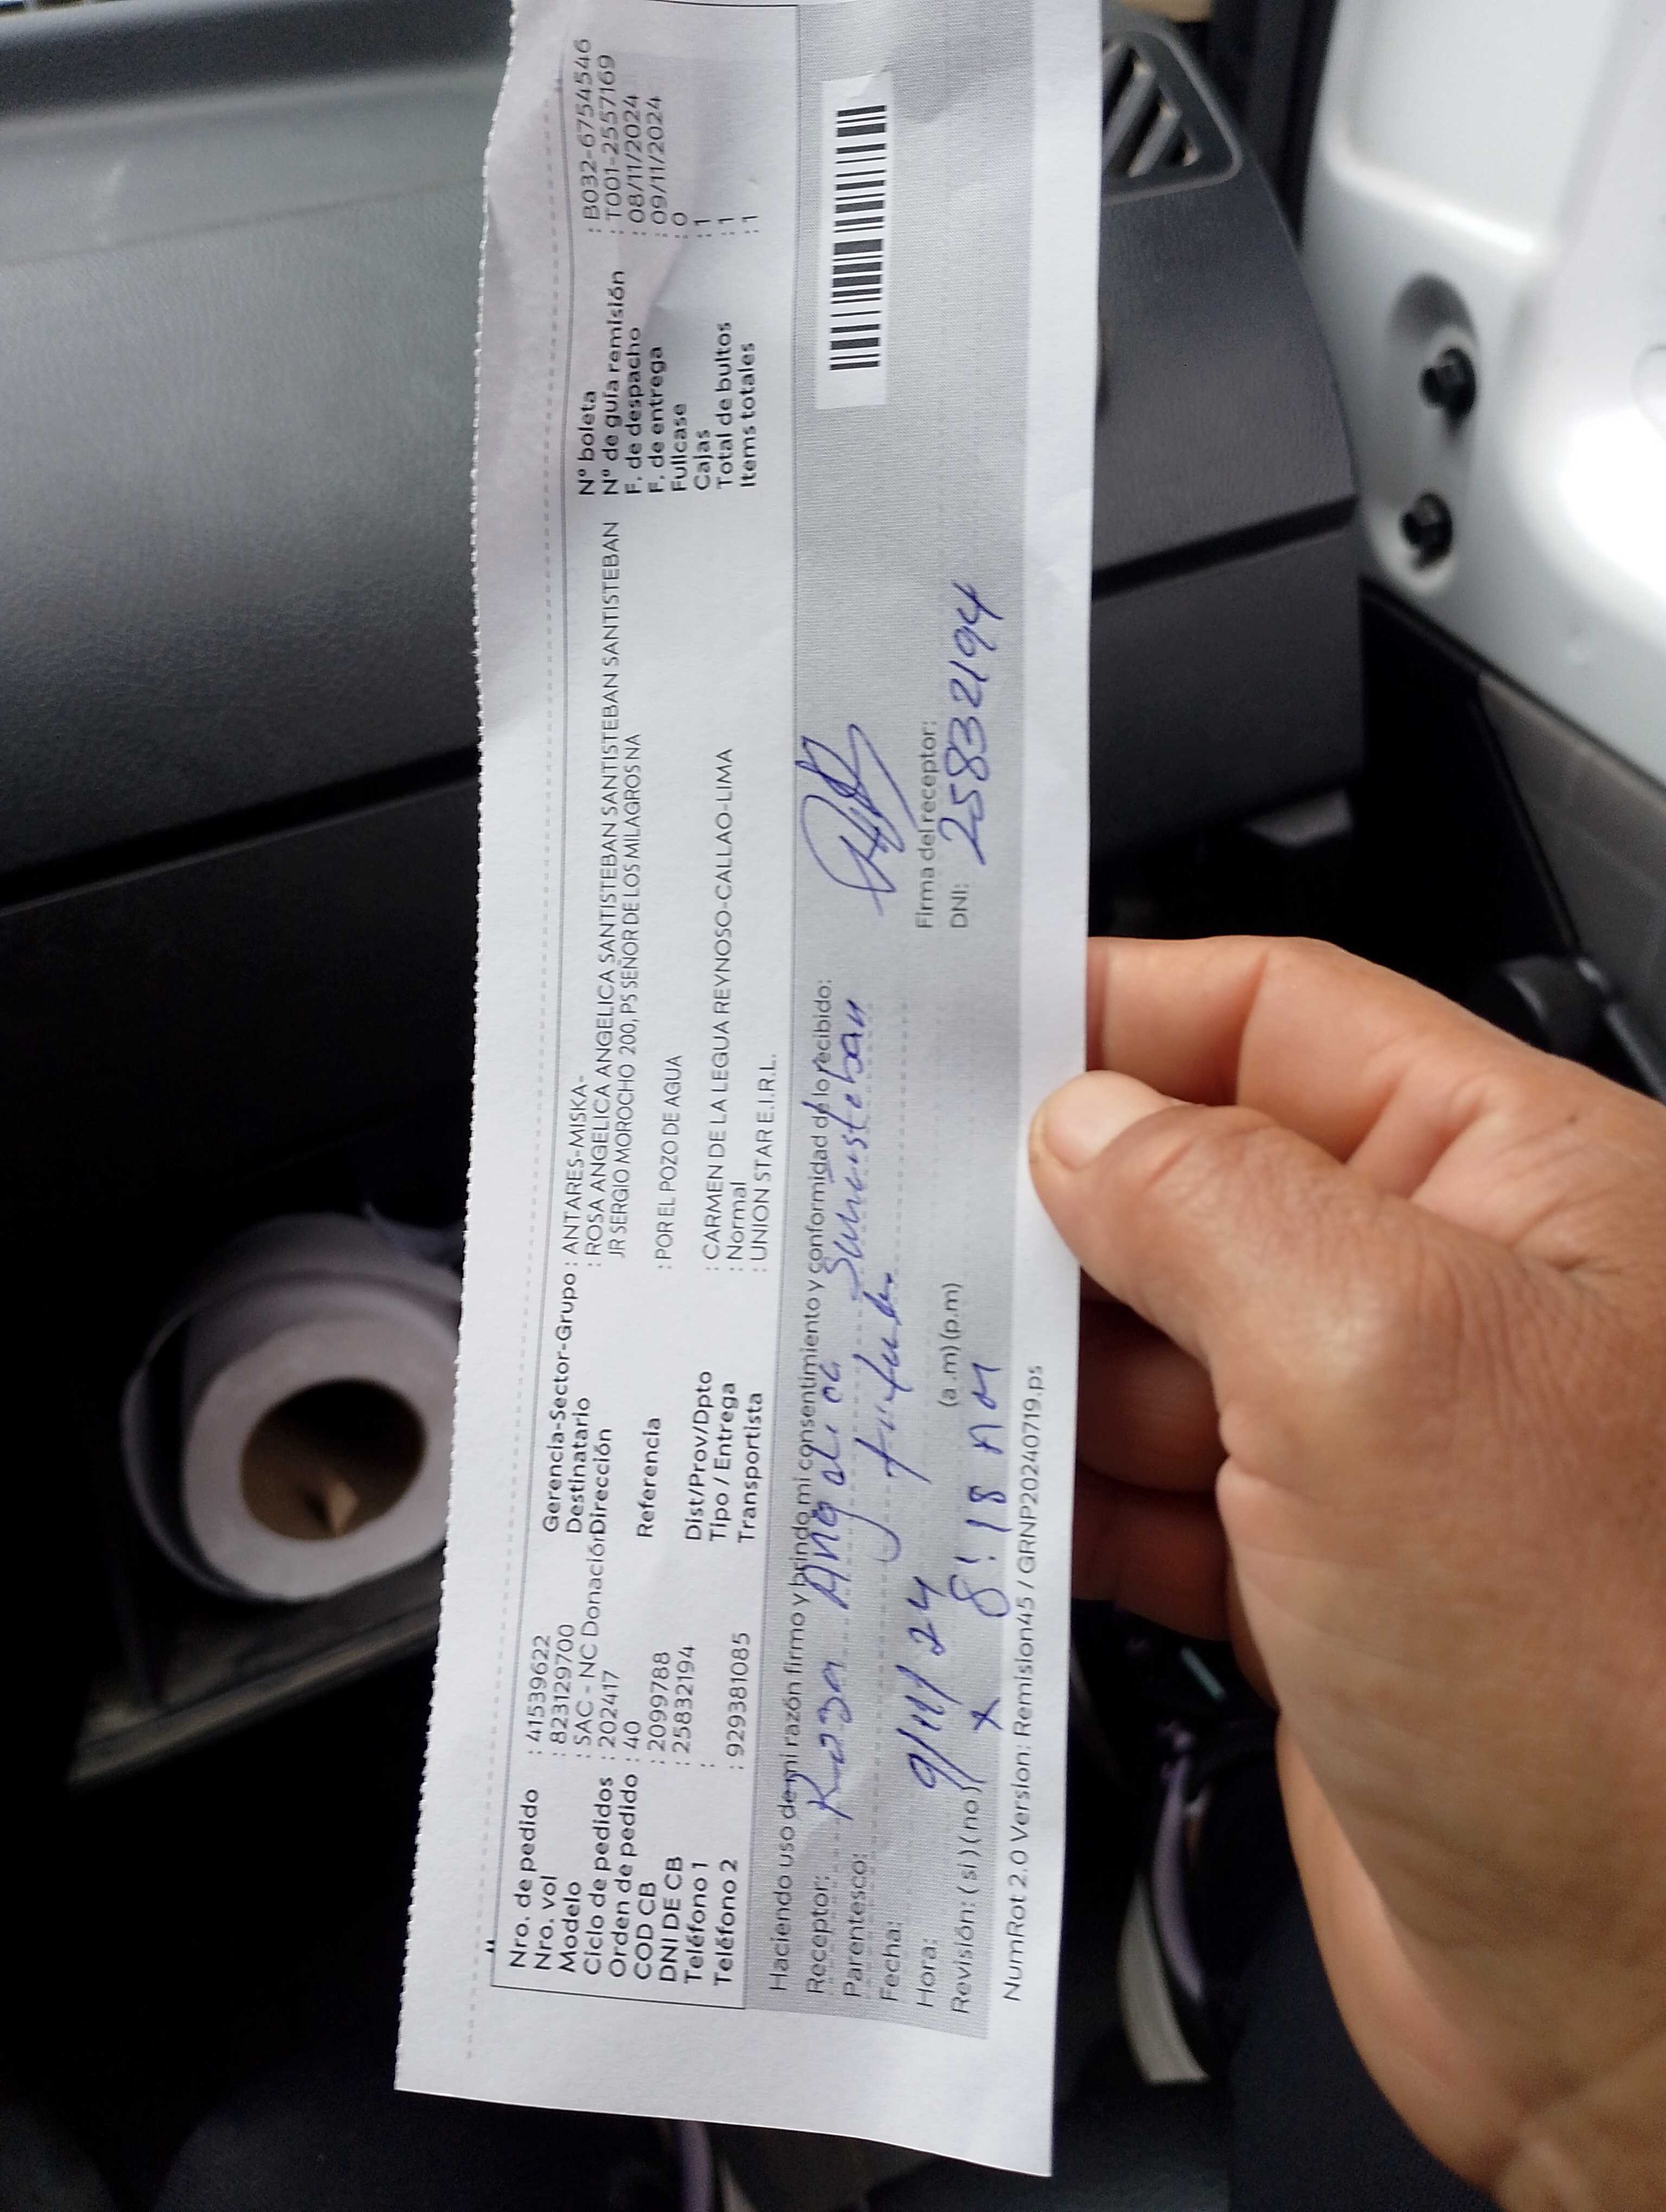 Nro. de pedido : 41539622
Nro. vol : 823129700
Modelo : SAC - NC Donación
Ciclo de pedidos : 202417
Orden de pedido : 40
COD CB : 2099788
DNI DE CB : 25832194
Teléfono 1 :
Teléfono 2 : 929381085
Gerencia-Sector-Grupo : ANTARES-MISKA-
Destinatario : ROSA ANGELICA ANGELICA SANTISTEBAN SANTISTEBAN SANTISTEBAN SANTISTEBAN
Dirección JR SERGIO MOROCHO 200, PS SEÑOR DE LOS MILAGROS NA
Referencia : POR EL POZO DE AGUA
Dist/Prov/Dpto : CARMEN DE LA LEGUA REYNOSO-CALLAO-LIMA
Tipo / Entrega : Normal
Transportista : UNION STAR E.I.R.L.
Nº boleta : B032-6754546
Nº de guía remisión : T001-2557169
F. de despacho : 08/11/2024
F. de entrega : 09/11/2024
Fullcase : 0
Cajas : 1
Total de bultos : 1
Items totales : 1
Haciendo uso de mi razón firmo y brindo mi consentimiento y conformidad de lo recibido:
Receptor: Rosa Angelica Santisteban
Parentesco:
Fecha: 9/11/24
Hora: 8:18 AM (a.m) (p.m)
Revisión: (si) (no) X
Firma del receptor:
DNI: 25832194
NumRot 2.0 Version: Remision45 / GRNP20240719.ps